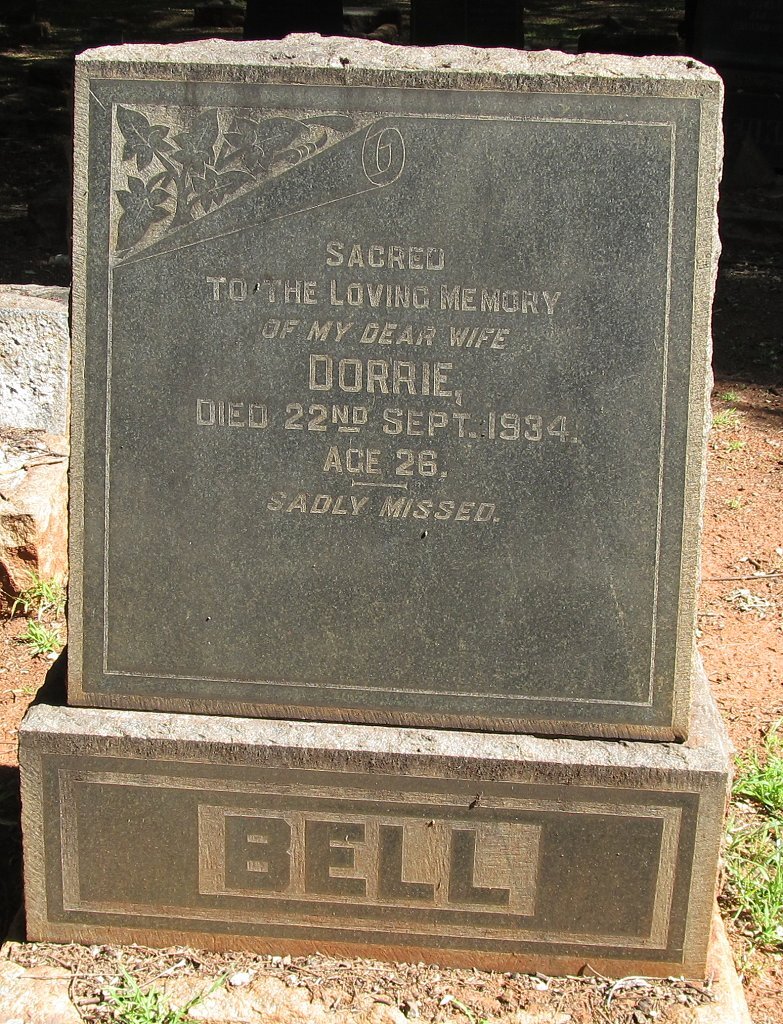 SACRED
TO THE LOVING MEMORY
OF MY DEAR WIFE
DORRIE,
DIED 22ND SEPT. 1934.
AGE 26.
SADLY MISSED.
BELL